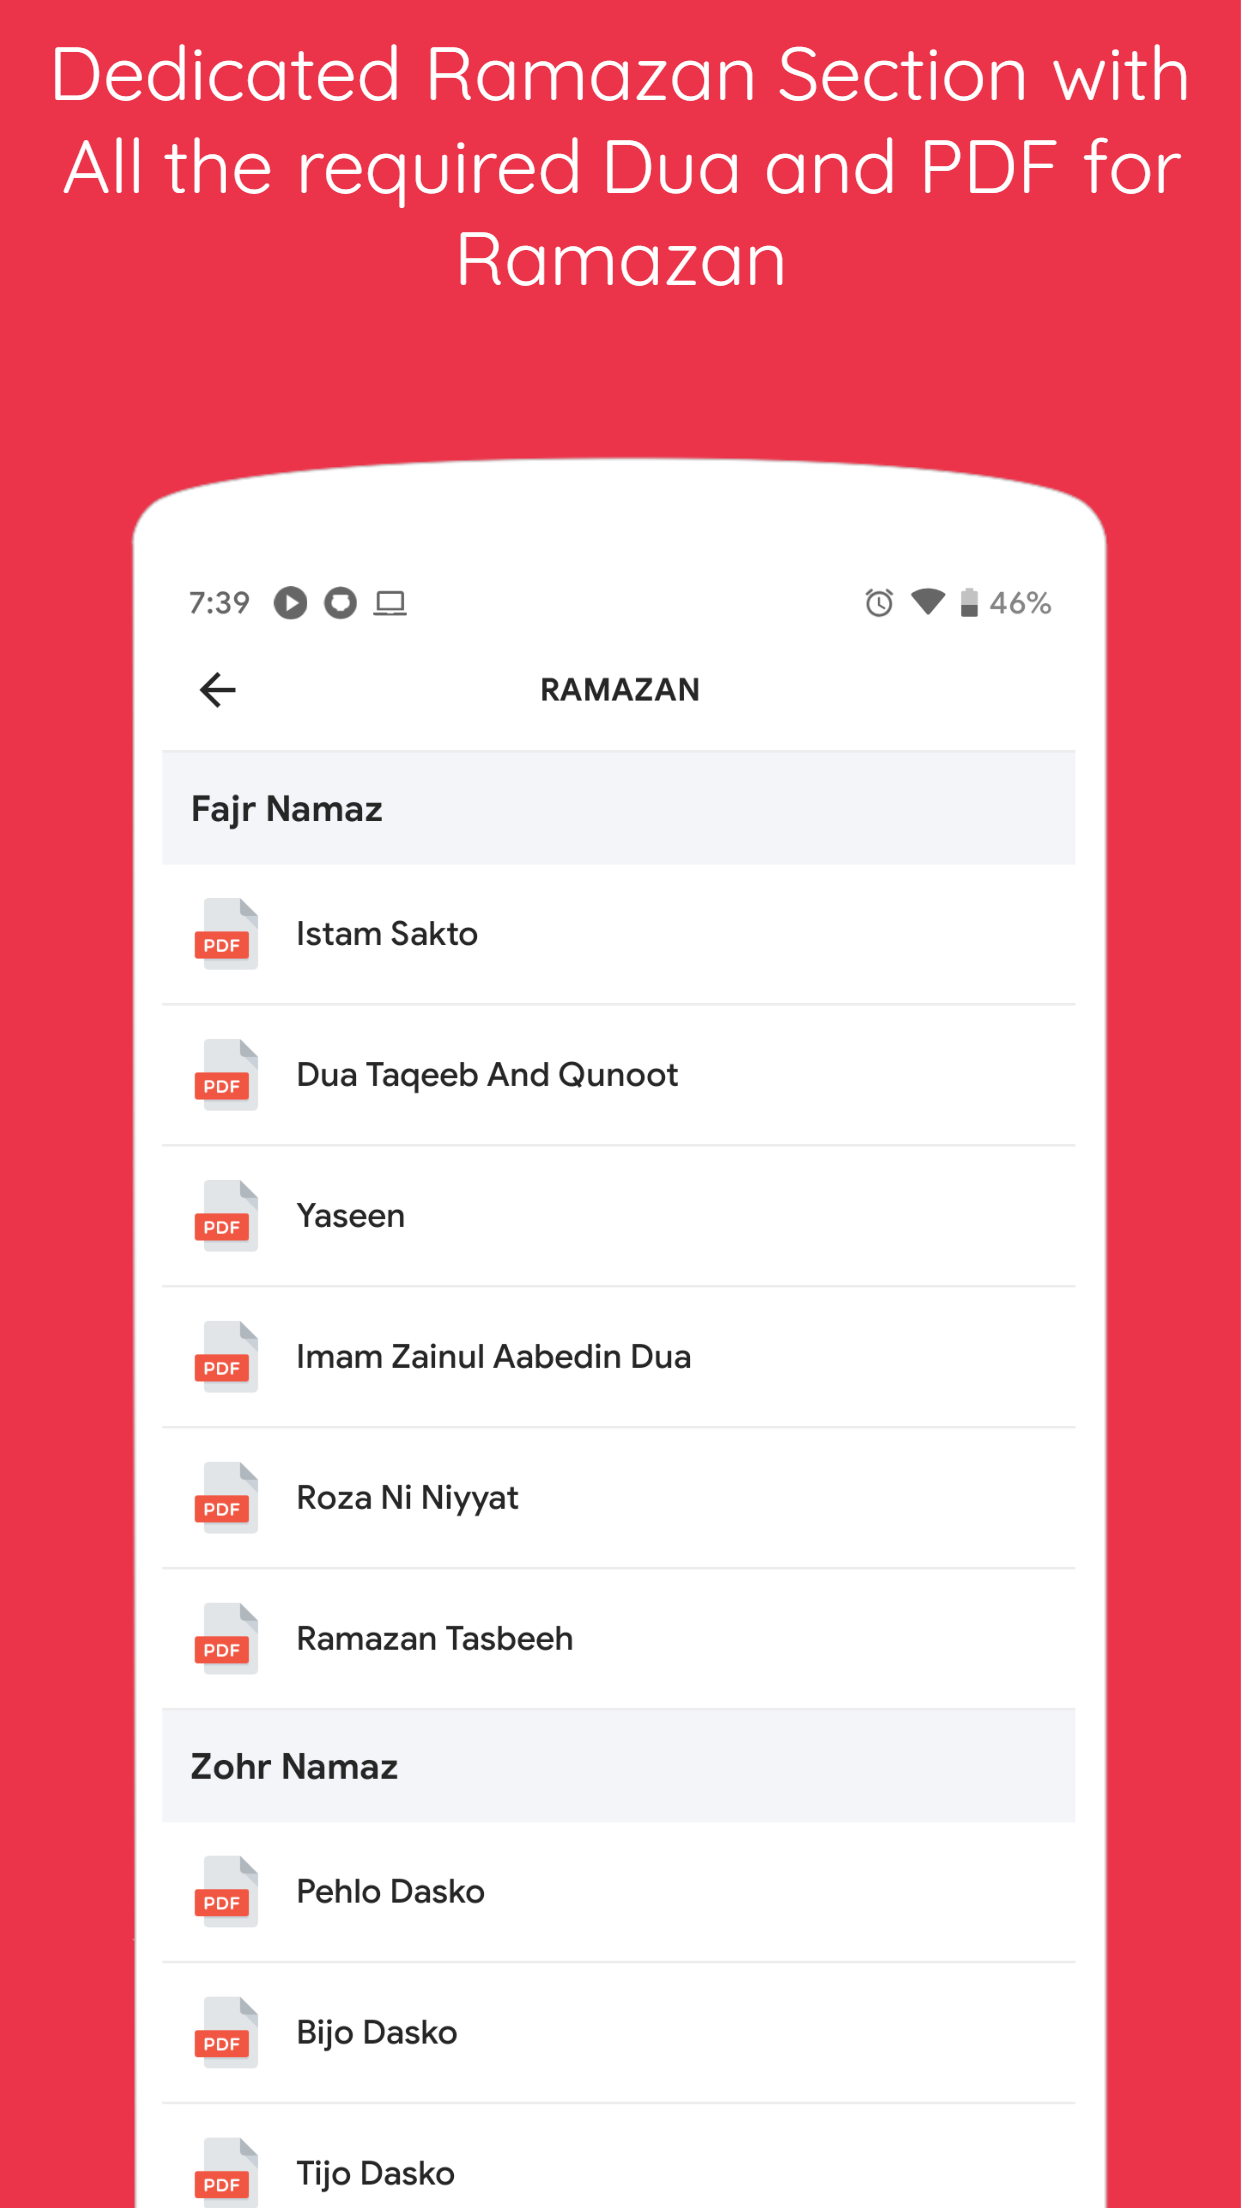 Dedicated Ramazan Section with
All the required Dua and PDF for
Ramazan
7:39
46%
RAMAZAN
Fajr Namaz
PDF Istam Sakto
PDF Dua Taqeeb And Qunoot
PDF Yaseen
PDF Imam Zainul Aabedin Dua
PDF Roza Ni Niyyat
PDF Ramazan Tasbeeh
Zohr Namaz
PDF Pehlo Dasko
PDF Bijo Dasko
PDF Tijo Dasko